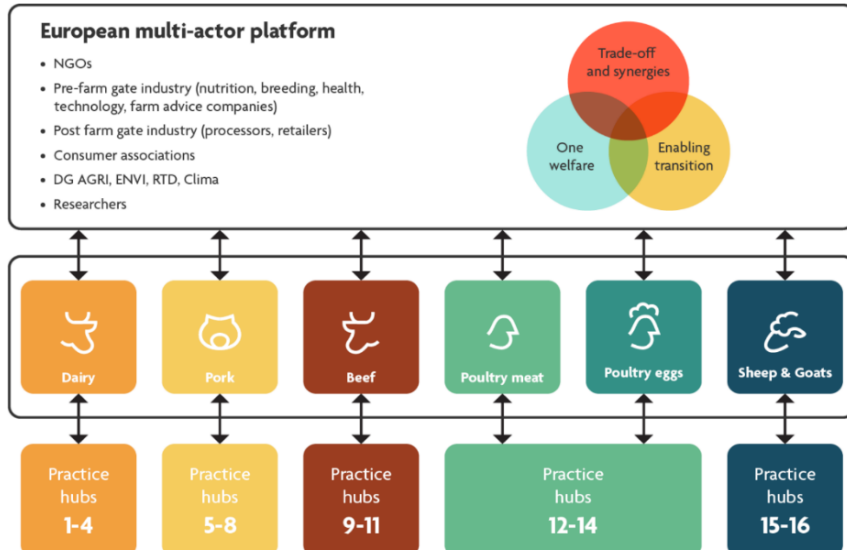 European multi-actor platform
• NGOs
• Pre-farm gate industry (nutrition, breeding, health,
technology, farm advice companies)
• Post farm gate industry (processors, retailers)
• Consumer associations
• DG AGRI, ENVI, RTD, Clima
• Researchers
Trade-off
and synergies
One
welfare
Enabling
transition
Dairy
Pork
Beef
Poultry meat
Poultry eggs
Sheep & Goats
Practice
hubs
1-4
Practice
hubs
5-8
Practice
hubs
9-11
Practice
hubs
12-14
Practice
hubs
15-16